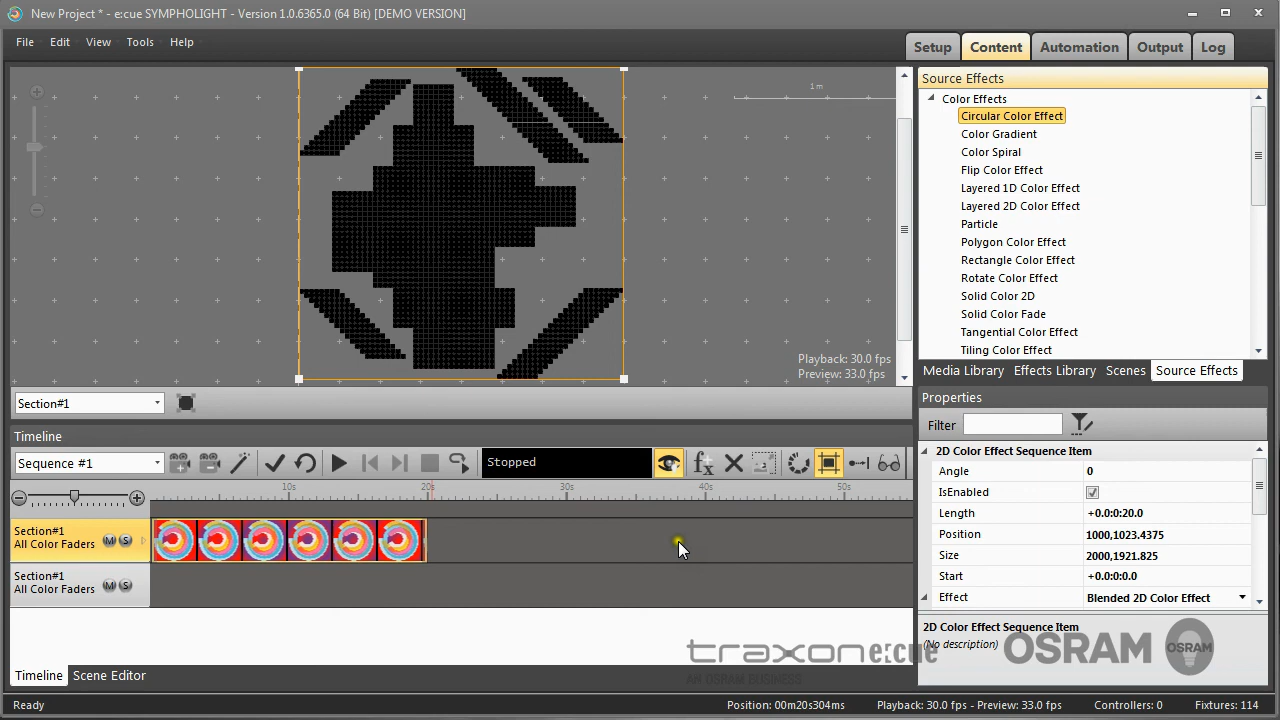 New Project * - e:cue SYMPHOLIGHT - Version 1.0.6365.0 (64 Bit) [DEMO VERSION]
File Edit View Tools Help
Setup Content Automation Output Log
1 m
Playback: 30.0 fps
Preview: 33.0 fps
Section#1
Source Effects
Color Effects
Circular Color Effect
Color Gradient
Color Spiral
Flip Color Effect
Layered 1D Color Effect
Layered 2D Color Effect
Particle
Polygon Color Effect
Rectangle Color Effect
Rotate Color Effect
Solid Color 2D
Solid Color Fade
Tangential Color Effect
Tiling Color Effect
Media Library Effects Library Scenes Source Effects
Properties
Filter
2D Color Effect Sequence Item
Angle 0
IsEnabled
Length +0.0:0:20.0
Position 1000,1023.4375
Size 2000,1921.825
Start +0.0:0:0.0
Effect Blended 2D Color Effect
2D Color Effect Sequence Item
(No description)
Timeline
Sequence #1
Stopped
10s 20s 30s 40s 50s
Section#1
All Color Faders M S
Section#1
All Color Faders M S
traxon e:cue
AN OSRAM BUSINESS
OSRAM
OSRAM
Timeline Scene Editor
Ready
Position: 00m20s304ms
Playback: 30.0 fps - Preview: 33.0 fps
Controllers: 0
Fixtures: 114